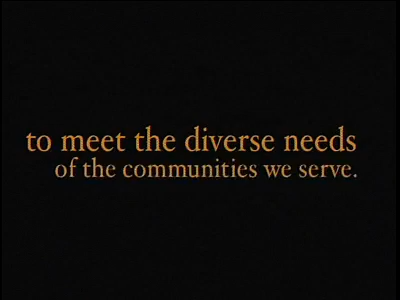 to meet the diverse needs
of the communities we serve.